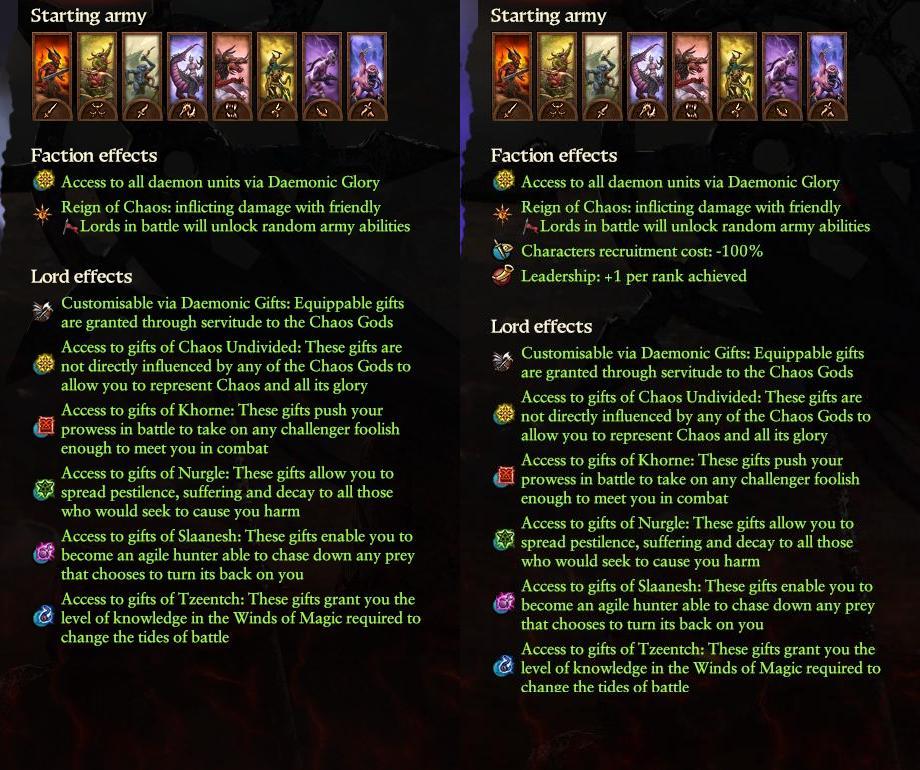 Starting army
Faction effects
Access to all daemon units via Daemonic Glory
Reign of Chaos: inflicting damage with friendly
Lords in battle will unlock random army abilities
Lord effects
Customisable via Daemonic Gifts: Equippable gifts
are granted through servitude to the Chaos Gods
Access to gifts of Chaos Undivided: These gifts are
not directly influenced by any of the Chaos Gods to
allow you to represent Chaos and all its glory
Access to gifts of Khorne: These gifts push your
prowess in battle to take on any challenger foolish
enough to meet you in combat
Access to gifts of Nurgle: These gifts allow you to
spread pestilence, suffering and decay to all those
who would seek to cause you harm
Access to gifts of Slaanesh: These gifts enable you to
become an agile hunter able to chase down any prey
that chooses to turn its back on you
Access to gifts of Tzeentch: These gifts grant you the
level of knowledge in the Winds of Magic required to
change the tides of battle
Starting army
Faction effects
Access to all daemon units via Daemonic Glory
Reign of Chaos: inflicting damage with friendly
Lords in battle will unlock random army abilities
Characters recruitment cost: -100%
Leadership: +1 per rank achieved
Lord effects
Customisable via Daemonic Gifts: Equippable gifts
are granted through servitude to the Chaos Gods
Access to gifts of Chaos Undivided: These gifts are
not directly influenced by any of the Chaos Gods to
allow you to represent Chaos and all its glory
Access to gifts of Khorne: These gifts push your
prowess in battle to take on any challenger foolish
enough to meet you in combat
Access to gifts of Nurgle: These gifts allow you to
spread pestilence, suffering and decay to all those
who would seek to cause you harm
Access to gifts of Slaanesh: These gifts enable you to
become an agile hunter able to chase down any prey
that chooses to turn its back on you
Access to gifts of Tzeentch: These gifts grant you the
level of knowledge in the Winds of Magic required to
change the tides of battle